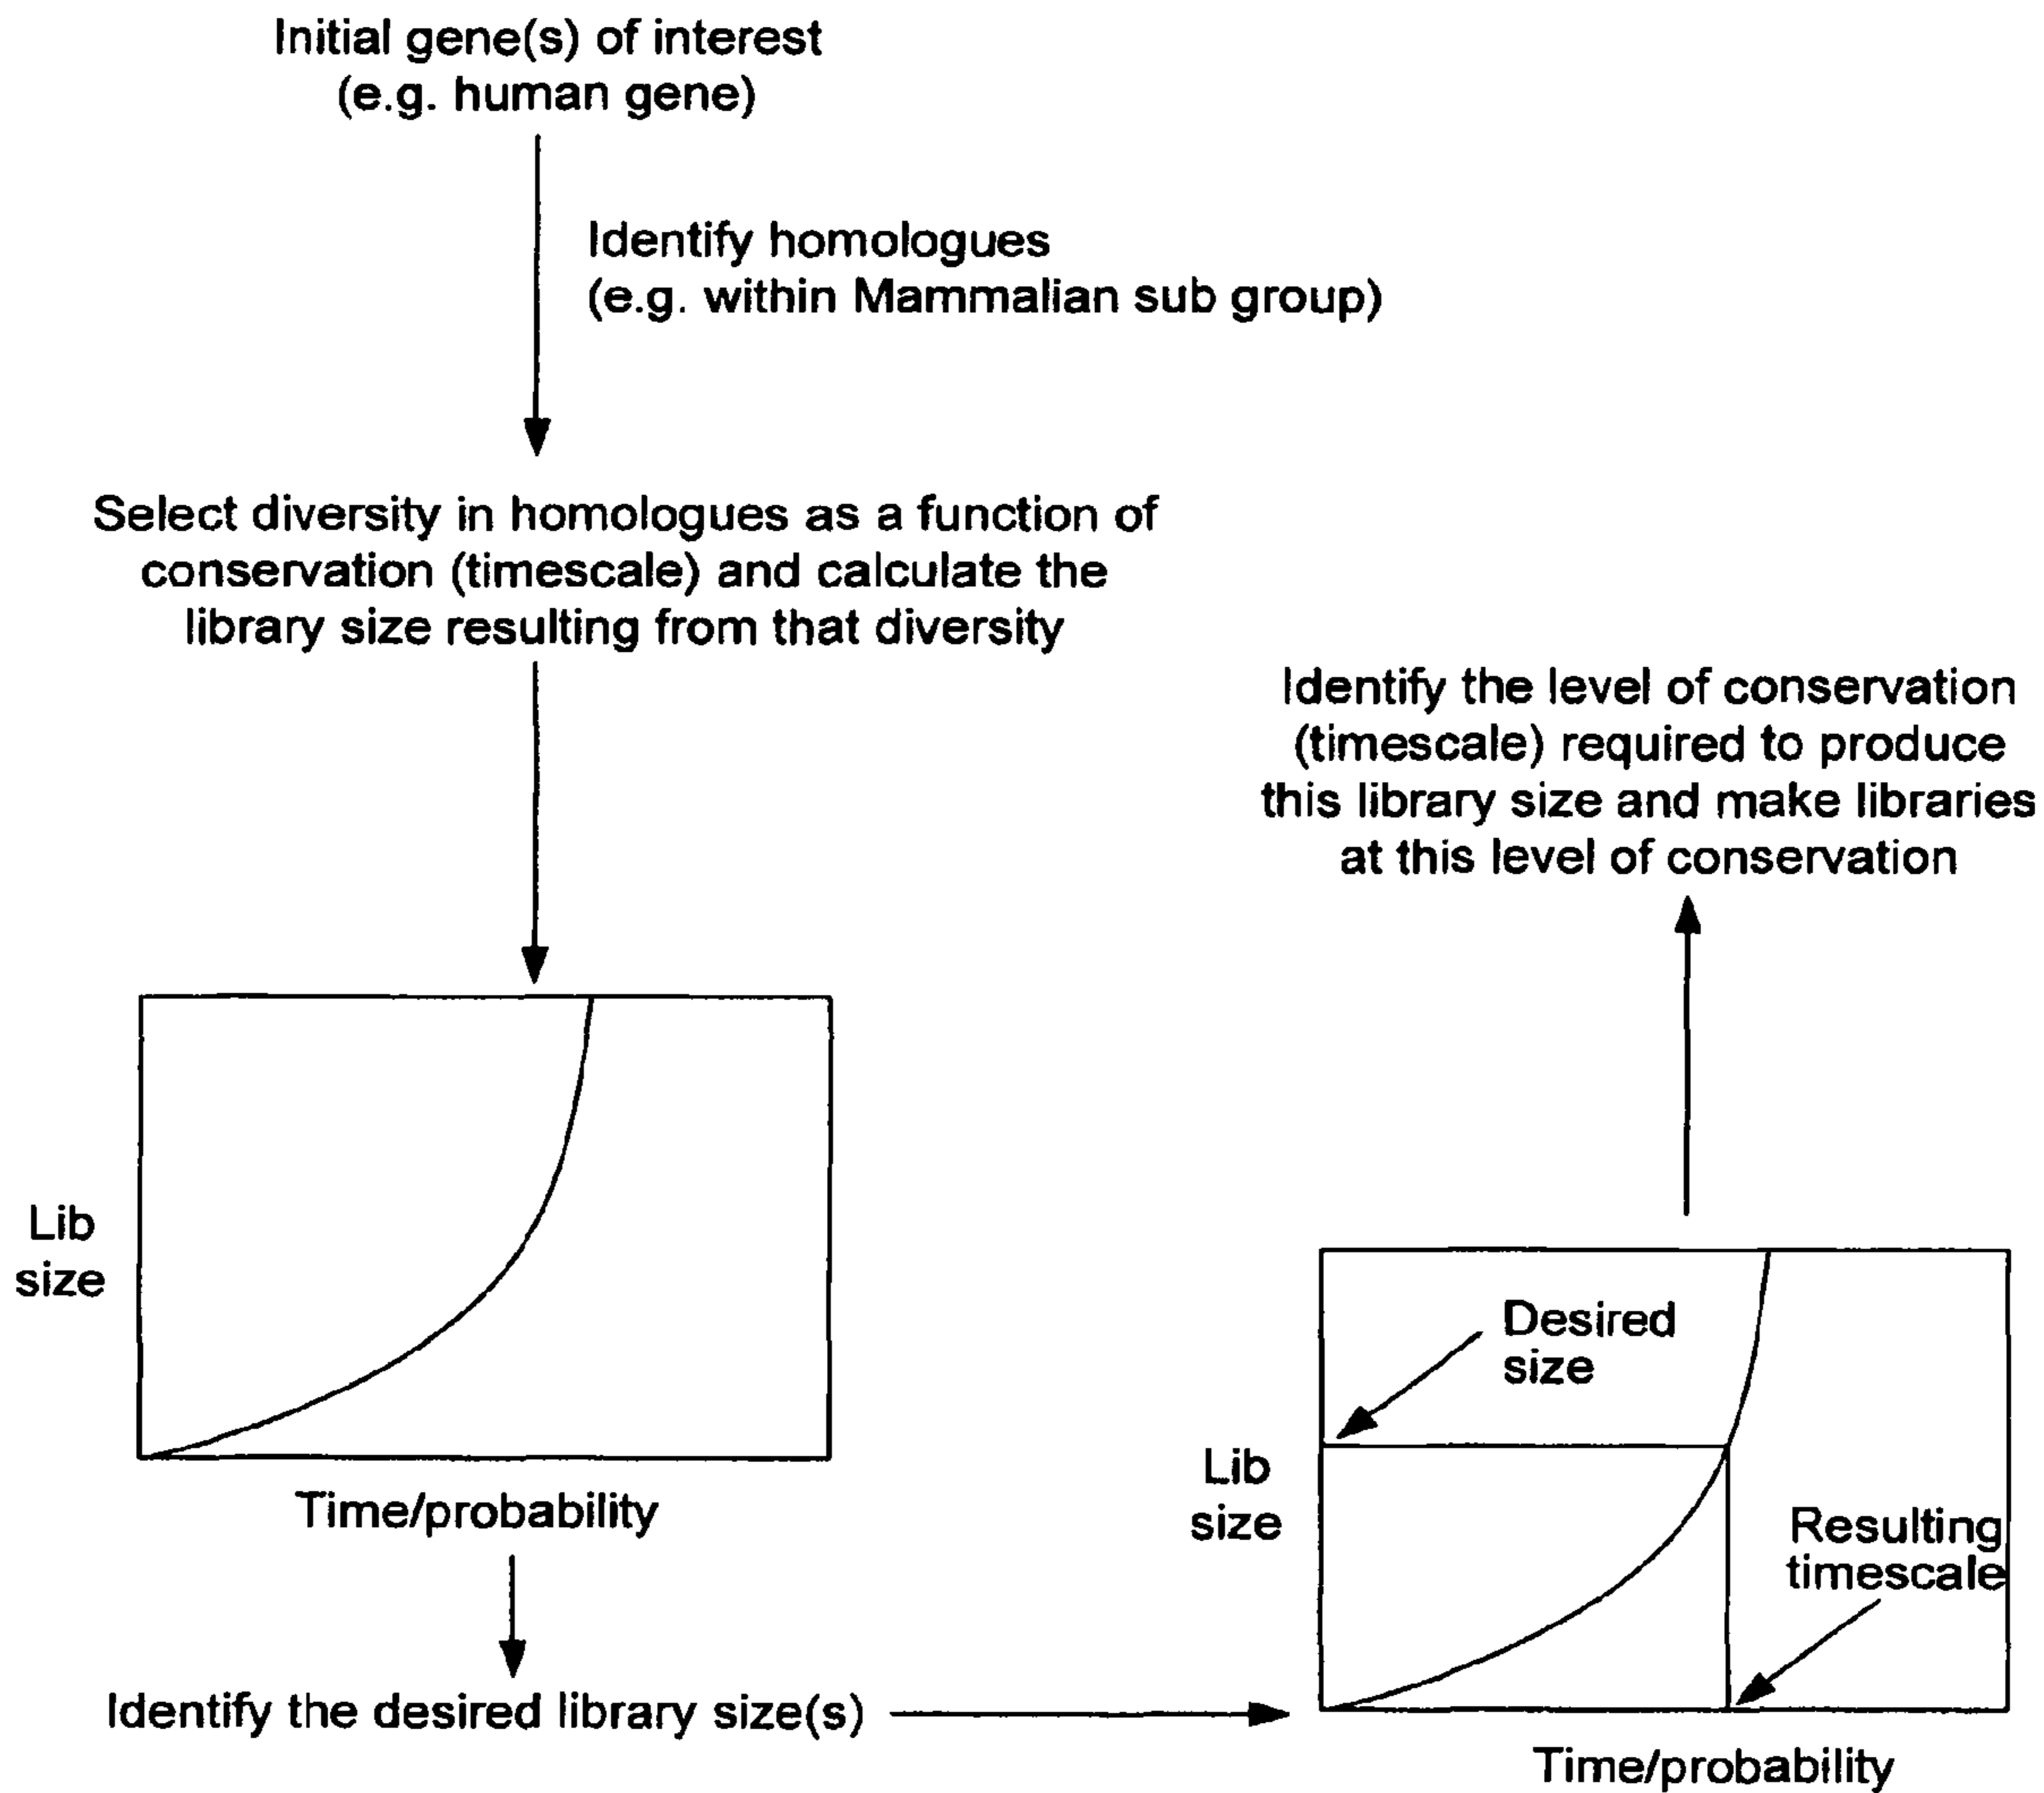 Initial gene(s) of interest
(e.g. human gene)
Identify homologues
(e.g. within Mammalian sub group)
Select diversity in homologues as a function of
conservation (timescale) and calculate the
library size resulting from that diversity
Lib
size
Time/probability
Identify the desired library size(s)
Desired
size
Lib
size
Resulting
timescale
Time/probability
Identify the level of conservation
(timescale) required to produce
this library size and make libraries
at this level of conservation